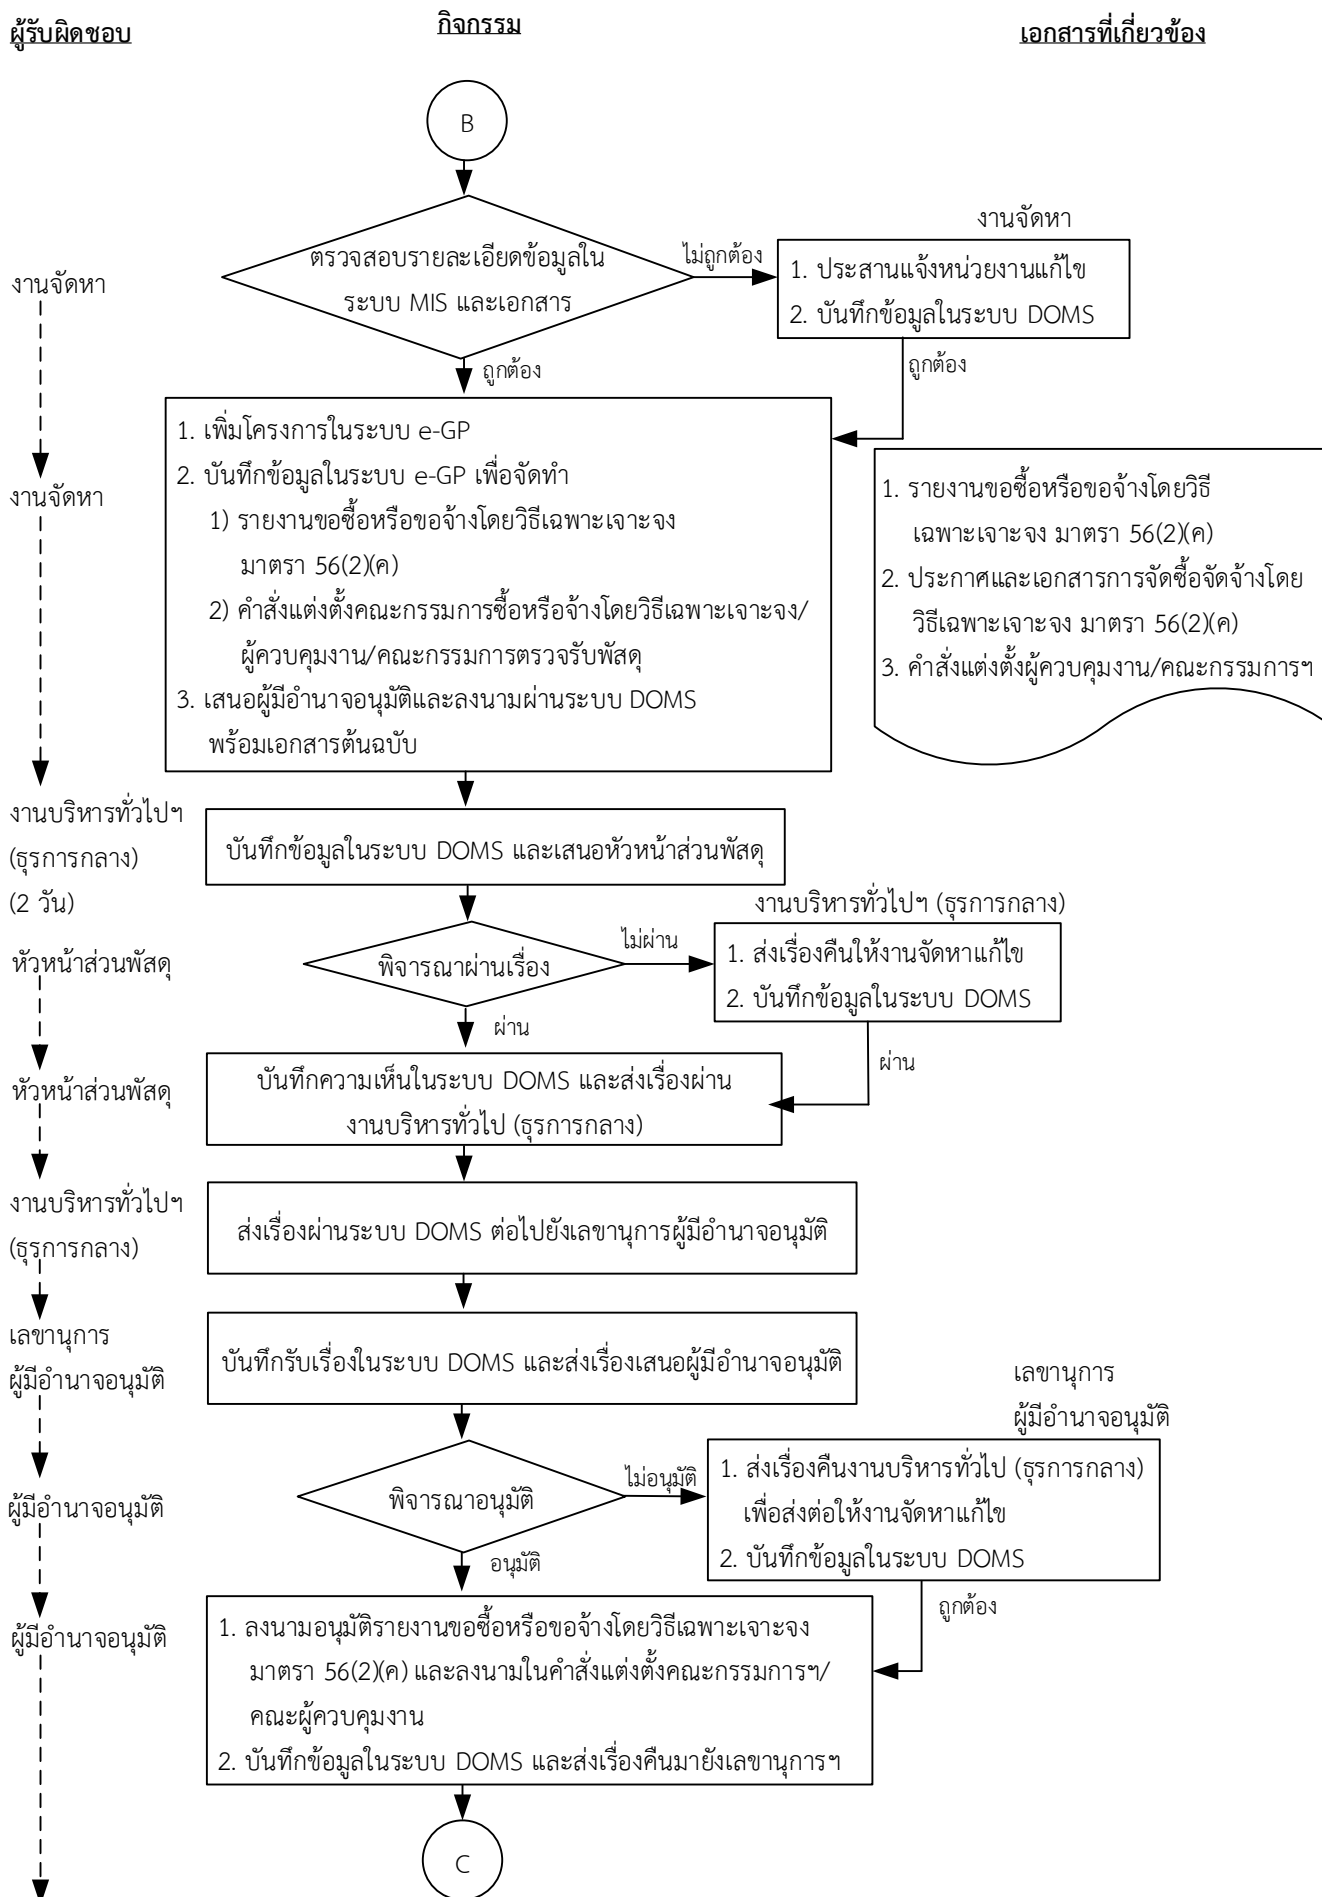 ผู้รับผิดชอบ
กิจกรรม
เอกสารที่เกี่ยวข้อง
B
งานจัดหา
ตรวจสอบรายละเอียดข้อมูลใน
ระบบ MIS และเอกสาร
ไม่ถูกต้อง
งานจัดหา
1. ประสานแจ้งหน่วยงานแก้ไข
2. บันทึกข้อมูลในระบบ DOMS
ถูกต้อง
ถูกต้อง
งานจัดหา
1. เพิ่มโครงการในระบบ e-GP
2. บันทึกข้อมูลในระบบ e-GP เพื่อจัดทำ
1) รายงานขอซื้อหรือขอจ้างโดยวิธีเฉพาะเจาะจง
มาตรา 56(2)(ค)
2) คำสั่งแต่งตั้งคณะกรรมการซื้อหรือจ้างโดยวิธีเฉพาะเจาะจง/
ผู้ควบคุมงาน/คณะกรรมการตรวจรับพัสดุ
3. เสนอผู้มีอำนาจอนุมัติและลงนามผ่านระบบ DOMS
พร้อมเอกสารต้นฉบับ
1. รายงานขอซื้อหรือขอจ้างโดยวิธี
เฉพาะเจาะจง มาตรา 56(2)(ค)
2. ประกาศและเอกสารการจัดซื้อจัดจ้างโดย
วิธีเฉพาะเจาะจง มาตรา 56(2)(ค)
3. คำสั่งแต่งตั้งผู้ควบคุมงาน/คณะกรรมการฯ
งานบริหารทั่วไปฯ
(ธุรการกลาง)
(2 วัน)
บันทึกข้อมูลในระบบ DOMS และเสนอหัวหน้าส่วนพัสดุ
หัวหน้าส่วนพัสดุ
พิจารณาผ่านเรื่อง
ไม่ผ่าน
งานบริหารทั่วไปฯ (ธุรการกลาง)
1. ส่งเรื่องคืนให้งานจัดหาแก้ไข
2. บันทึกข้อมูลในระบบ DOMS
ผ่าน
ผ่าน
หัวหน้าส่วนพัสดุ
บันทึกความเห็นในระบบ DOMS และส่งเรื่องผ่าน
งานบริหารทั่วไป (ธุรการกลาง)
งานบริหารทั่วไปฯ
(ธุรการกลาง)
ส่งเรื่องผ่านระบบ DOMS ต่อไปยังเลขานุการผู้มีอำนาจอนุมัติ
เลขานุการ
ผู้มีอำนาจอนุมัติ
บันทึกรับเรื่องในระบบ DOMS และส่งเรื่องเสนอผู้มีอำนาจอนุมัติ
ผู้มีอำนาจอนุมัติ
พิจารณาอนุมัติ
ไม่อนุมัติ
เลขานุการ
ผู้มีอำนาจอนุมัติ
1. ส่งเรื่องคืนงานบริหารทั่วไป (ธุรการกลาง)
เพื่อส่งต่อให้งานจัดหาแก้ไข
2. บันทึกข้อมูลในระบบ DOMS
อนุมัติ
ถูกต้อง
ผู้มีอำนาจอนุมัติ
1. ลงนามอนุมัติรายงานขอซื้อหรือขอจ้างโดยวิธีเฉพาะเจาะจง
มาตรา 56(2)(ค) และลงนามในคำสั่งแต่งตั้งคณะกรรมการฯ/
คณะผู้ควบคุมงาน
2. บันทึกข้อมูลในระบบ DOMS และส่งเรื่องคืนมายังเลขานุการฯ
C